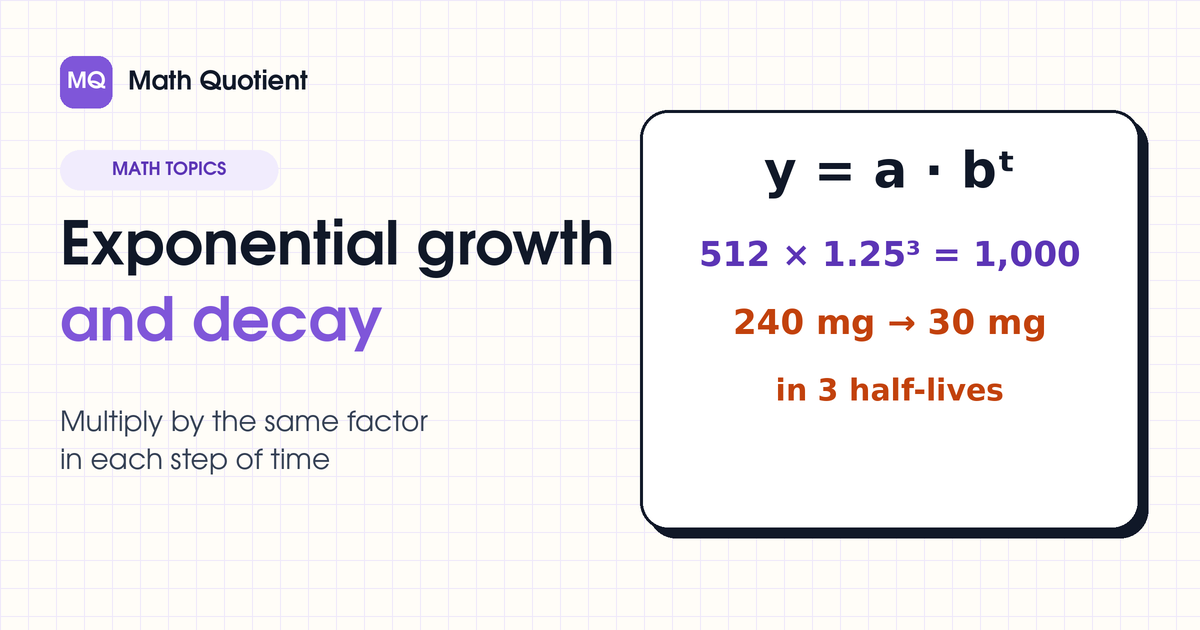 MQ Math Quotient
MATH TOPICS
Exponential growth
and decay
Multiply by the same factor
in each step of time
y = a · bᵗ
512 × 1.25³ = 1,000
240 mg → 30 mg
in 3 half-lives